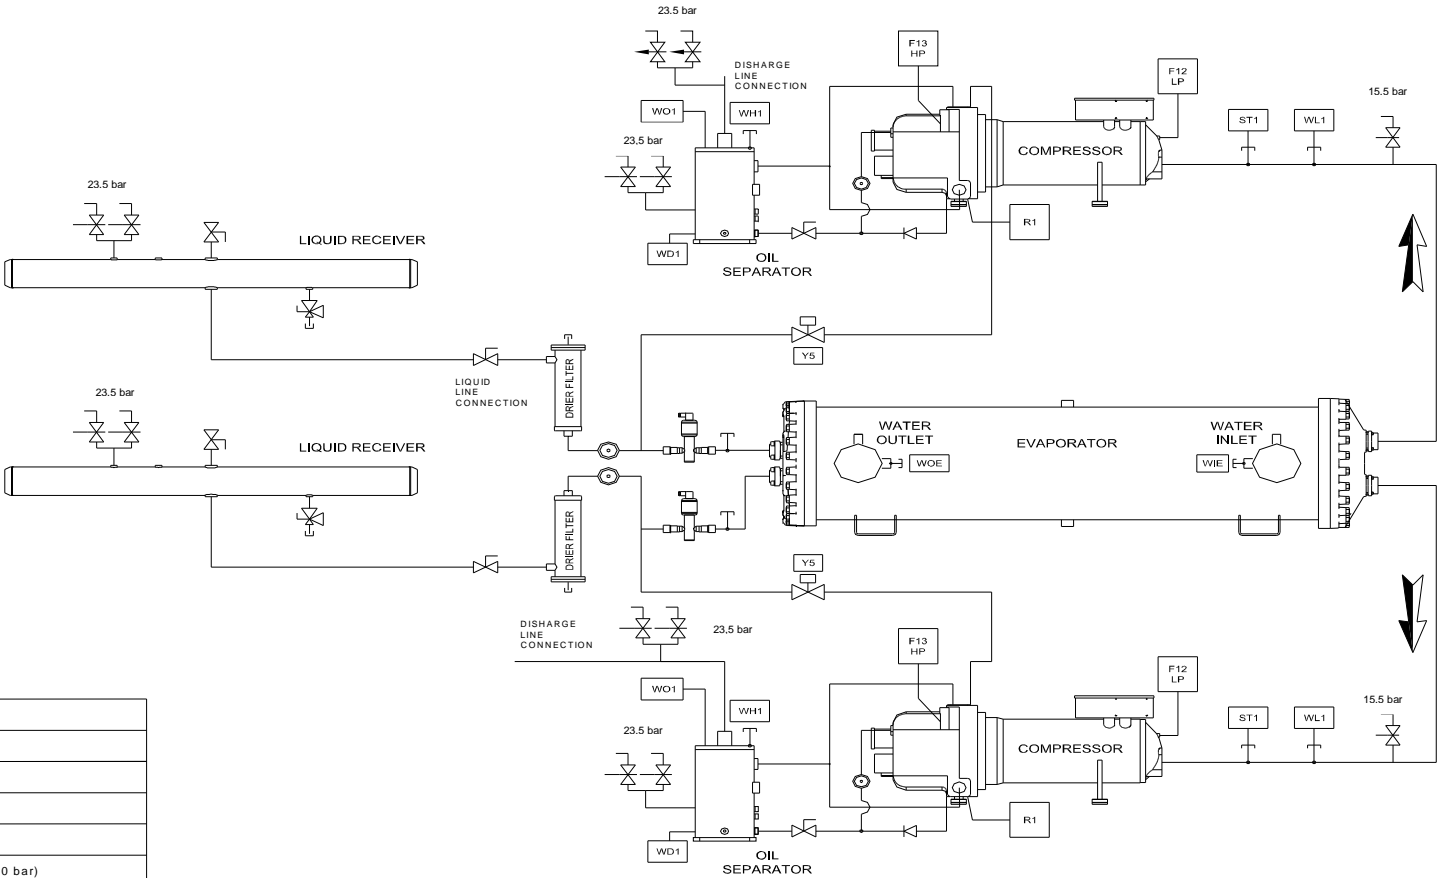 23.5 bar
F13
HP
DISHARGE
LINE
CONNECTION
F12
LP
15.5 bar
WO1
WH1
ST1
WL1
23,5 bar
COMPRESSOR
23.5 bar
LIQUID RECEIVER
R1
WD1
OIL
SEPARATOR
Y5
DRIER FILTER
LIQUID
LINE
CONNECTION
23.5 bar
LIQUID RECEIVER
WATER
OUTLET
EVAPORATOR
WATER
INLET
WOE
WIE
DRIER FILTER
Y5
DISHARGE
LINE
CONNECTION
23,5 bar
F13
HP
F12
LP
15.5 bar
WO1
WH1
ST1
WL1
23.5 bar
COMPRESSOR
R1
WD1
OIL
SEPARATOR
0 bar)